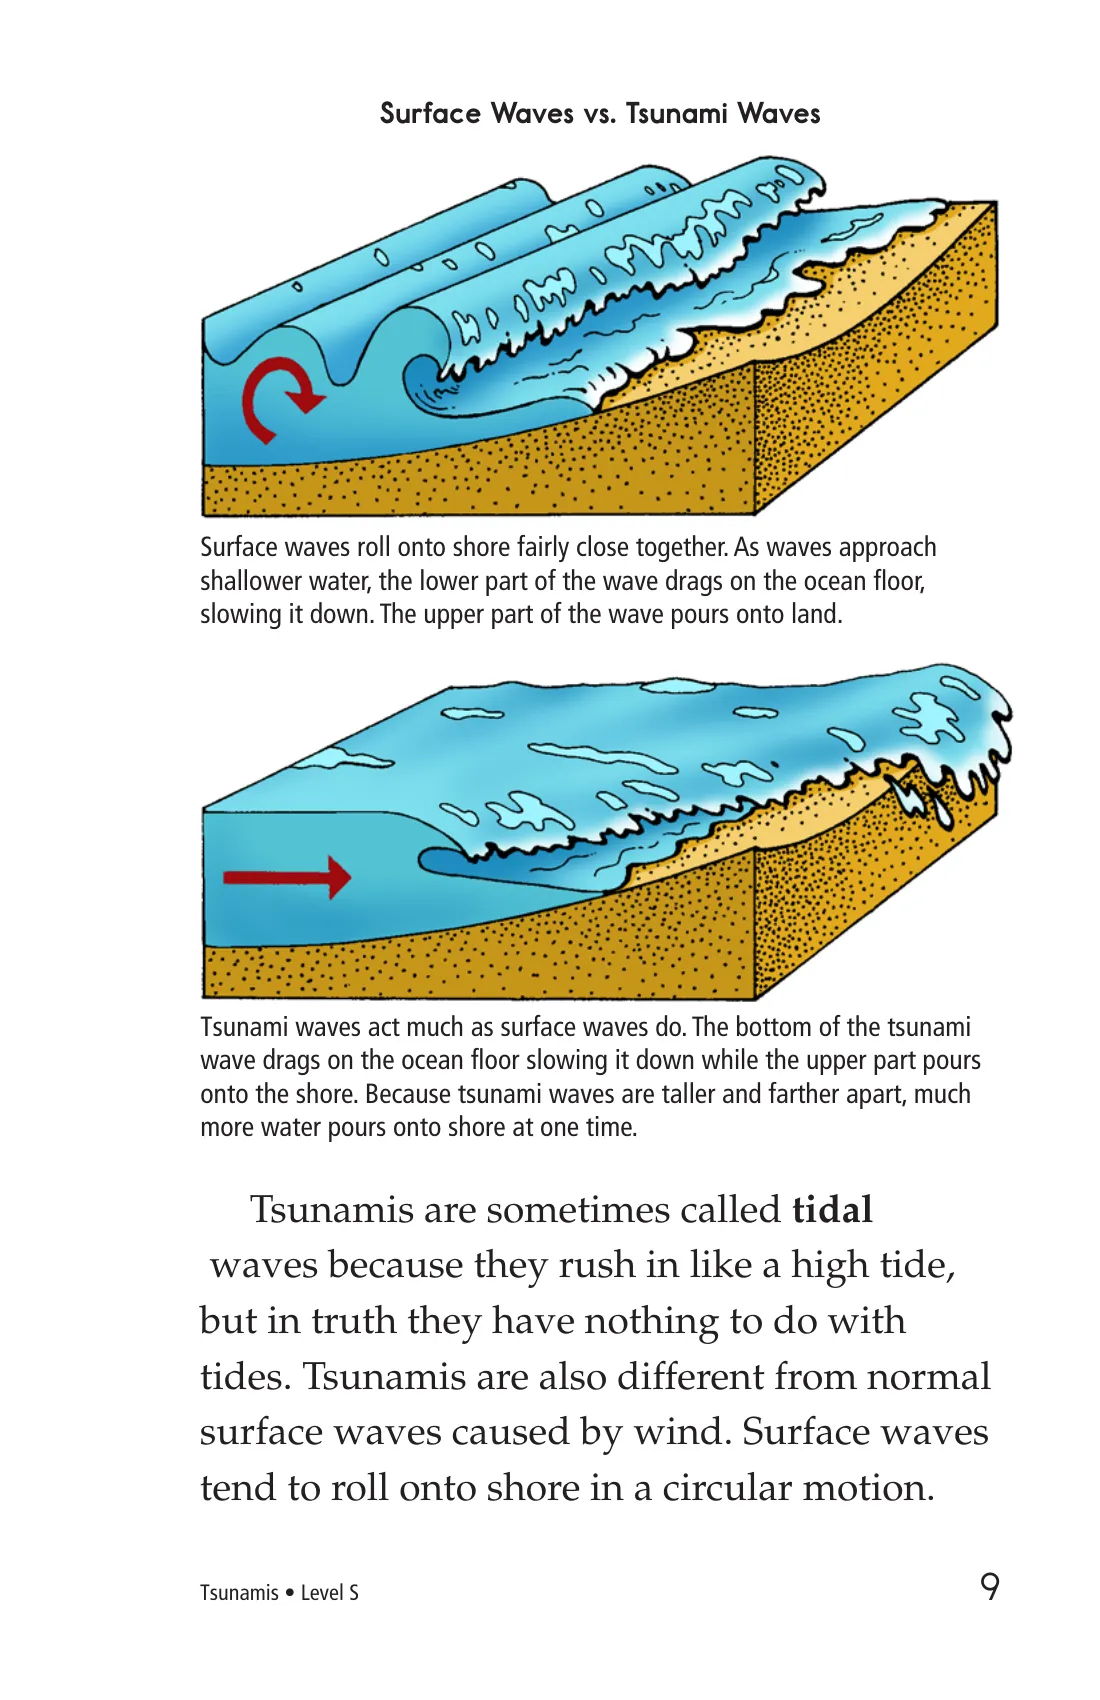 Surface Waves vs. Tsunami Waves
Surface waves roll onto shore fairly close together. As waves approach
shallower water, the lower part of the wave drags on the ocean floor,
slowing it down. The upper part of the wave pours onto land.
Tsunami waves act much as surface waves do. The bottom of the tsunami
wave drags on the ocean floor slowing it down while the upper part pours
onto the shore. Because tsunami waves are taller and farther apart, much
more water pours onto shore at one time.
Tsunamis are sometimes called tidal
waves because they rush in like a high tide,
but in truth they have nothing to do with
tides. Tsunamis are also different from normal
surface waves caused by wind. Surface waves
tend to roll onto shore in a circular motion.
Tsunamis • Level S
9